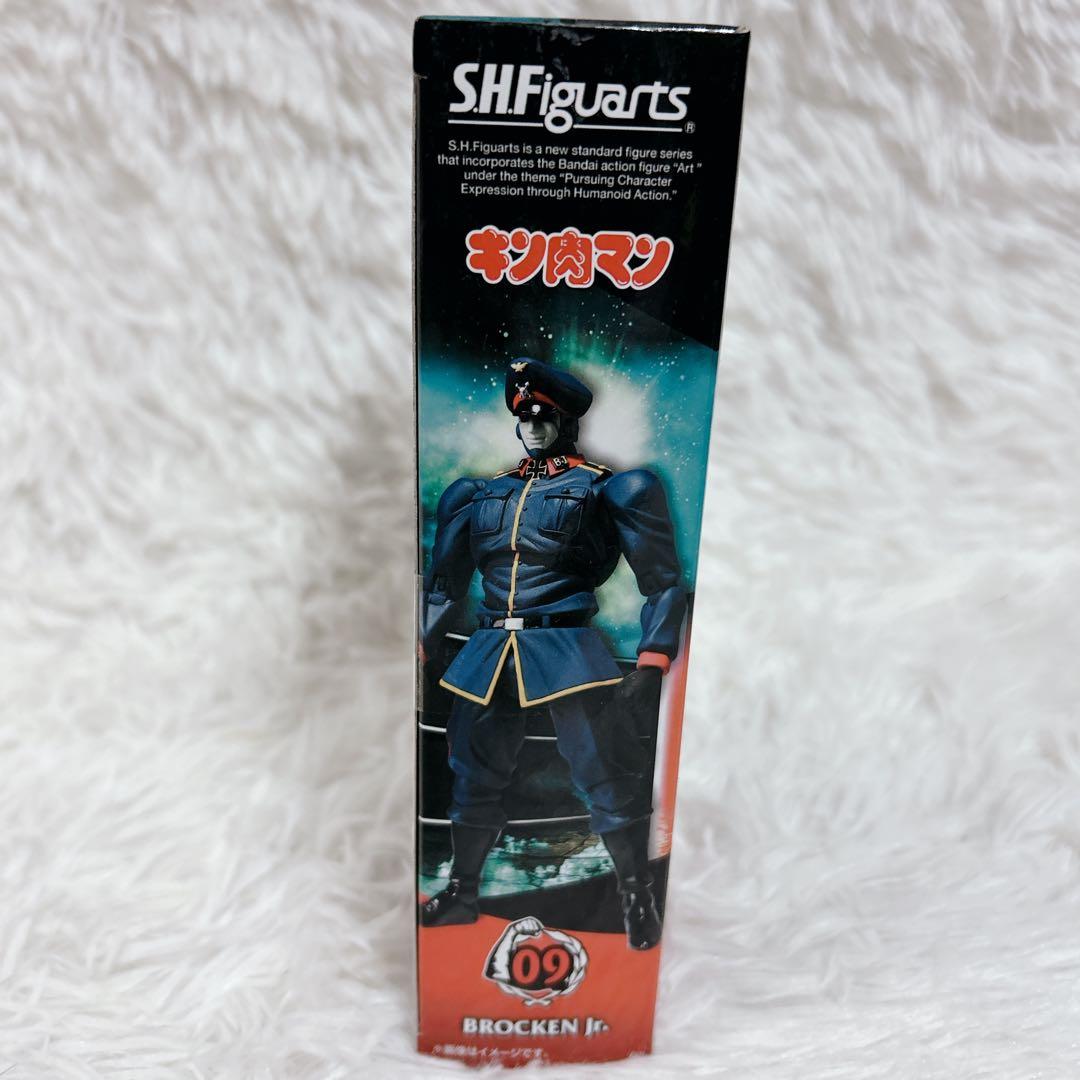 S.H.Figuarts
®
S.H.Figuarts is a new standard figure series
that incorporates the Bandai action figure "Art"
under the theme "Pursuing Character
Expression through Humanoid Action."
キン肉マン
B·J
09
BROCKEN Jr.
※画像はイメージです。